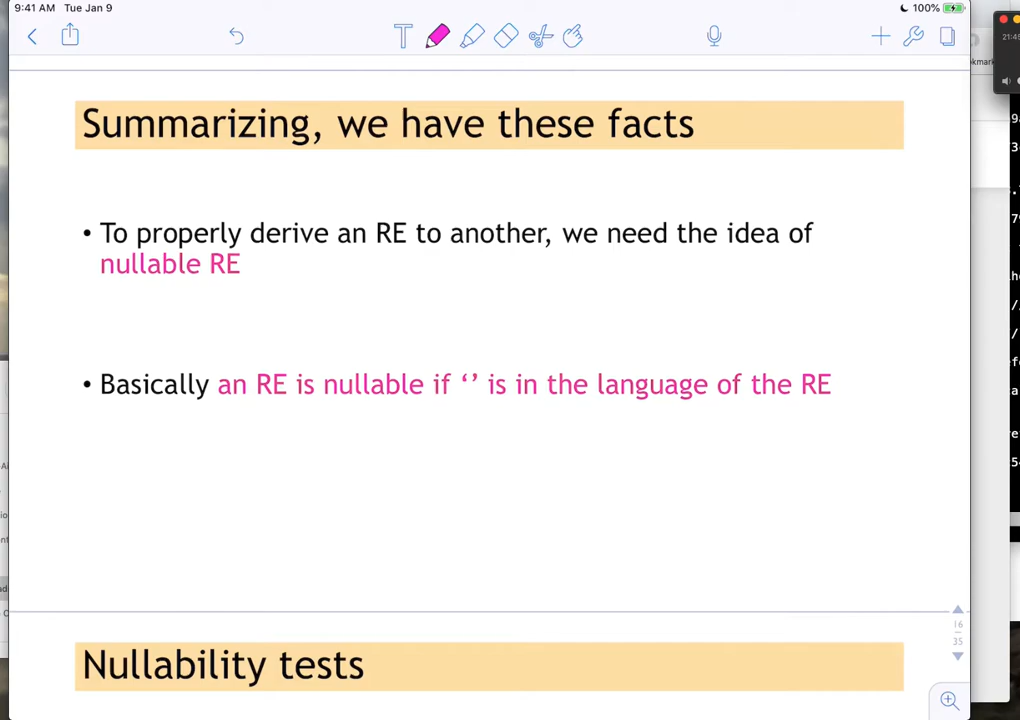 9:41 AM Tue Jan 9
100%
Summarizing, we have these facts
• To properly derive an RE to another, we need the idea of
nullable RE
• Basically an RE is nullable if ‘’ is in the language of the RE
16
35
Nullability tests